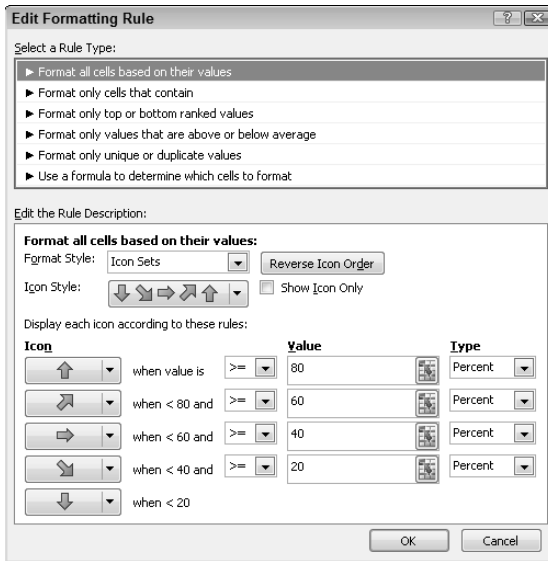 Edit Formatting Rule
Select a Rule Type:
► Format all cells based on their values
► Format only cells that contain
► Format only top or bottom ranked values
► Format only values that are above or below average
► Format only unique or duplicate values
► Use a formula to determine which cells to format
Edit the Rule Description:
Format all cells based on their values:
Format Style: Icon Sets Reverse Icon Order
Icon Style: Show Icon Only
Display each icon according to these rules:
Icon Value Type
when value is >= 80 Percent
when < 80 and >= 60 Percent
when < 60 and >= 40 Percent
when < 40 and >= 20 Percent
when < 20
OK Cancel